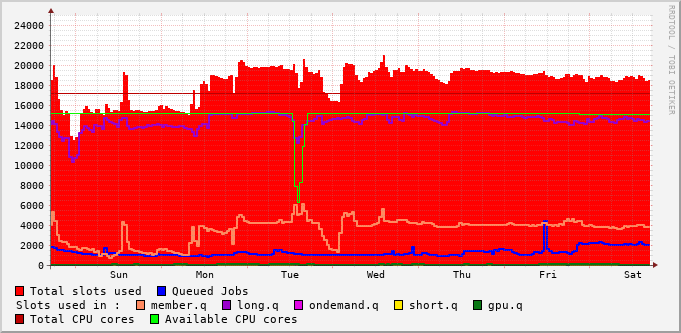 RRDTOOL / TOBI OETIKER
24000
22000
20000
18000
16000
14000
12000
10000
8000
6000
4000
2000
0
Sun Mon Tue Wed Thu Fri Sat
Total slots used Queued Jobs
Slots used in : member.q long.q ondemand.q short.q gpu.q
Total CPU cores Available CPU cores